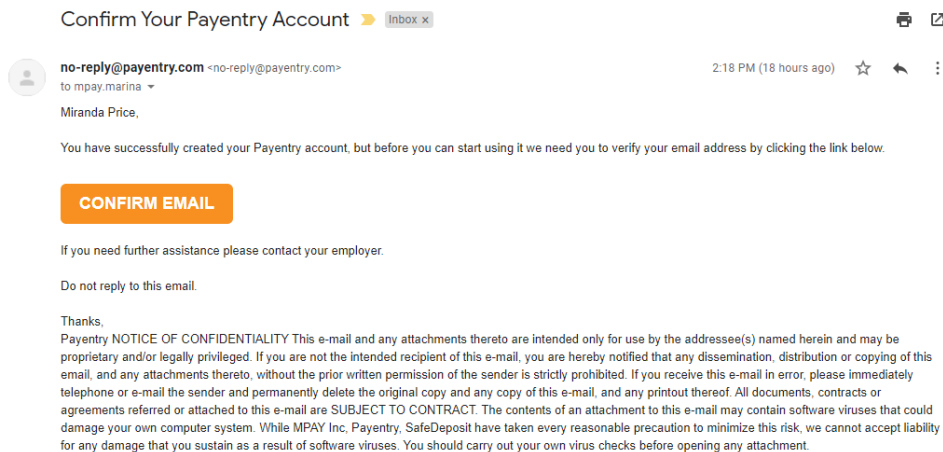 Confirm Your Payentry Account Inbox x
no-reply@payentry.com <no-reply@payentry.com> 2:18 PM (18 hours ago)
to mpay.marina
Miranda Price,
You have successfully created your Payentry account, but before you can start using it we need you to verify your email address by clicking the link below.
CONFIRM EMAIL
If you need further assistance please contact your employer.
Do not reply to this email.
Thanks,
Payentry NOTICE OF CONFIDENTIALITY This e-mail and any attachments thereto are intended only for use by the addressee(s) named herein and may be
proprietary and/or legally privileged. If you are not the intended recipient of this e-mail, you are hereby notified that any dissemination, distribution or copying of this
email, and any attachments thereto, without the prior written permission of the sender is strictly prohibited. If you receive this e-mail in error, please immediately
telephone or e-mail the sender and permanently delete the original copy and any copy of this e-mail, and any printout thereof. All documents, contracts or
agreements referred or attached to this e-mail are SUBJECT TO CONTRACT. The contents of an attachment to this e-mail may contain software viruses that could
damage your own computer system. While MPAY Inc, Payentry, SafeDeposit have taken every reasonable precaution to minimize this risk, we cannot accept liability
for any damage that you sustain as a result of software viruses. You should carry out your own virus checks before opening any attachment.